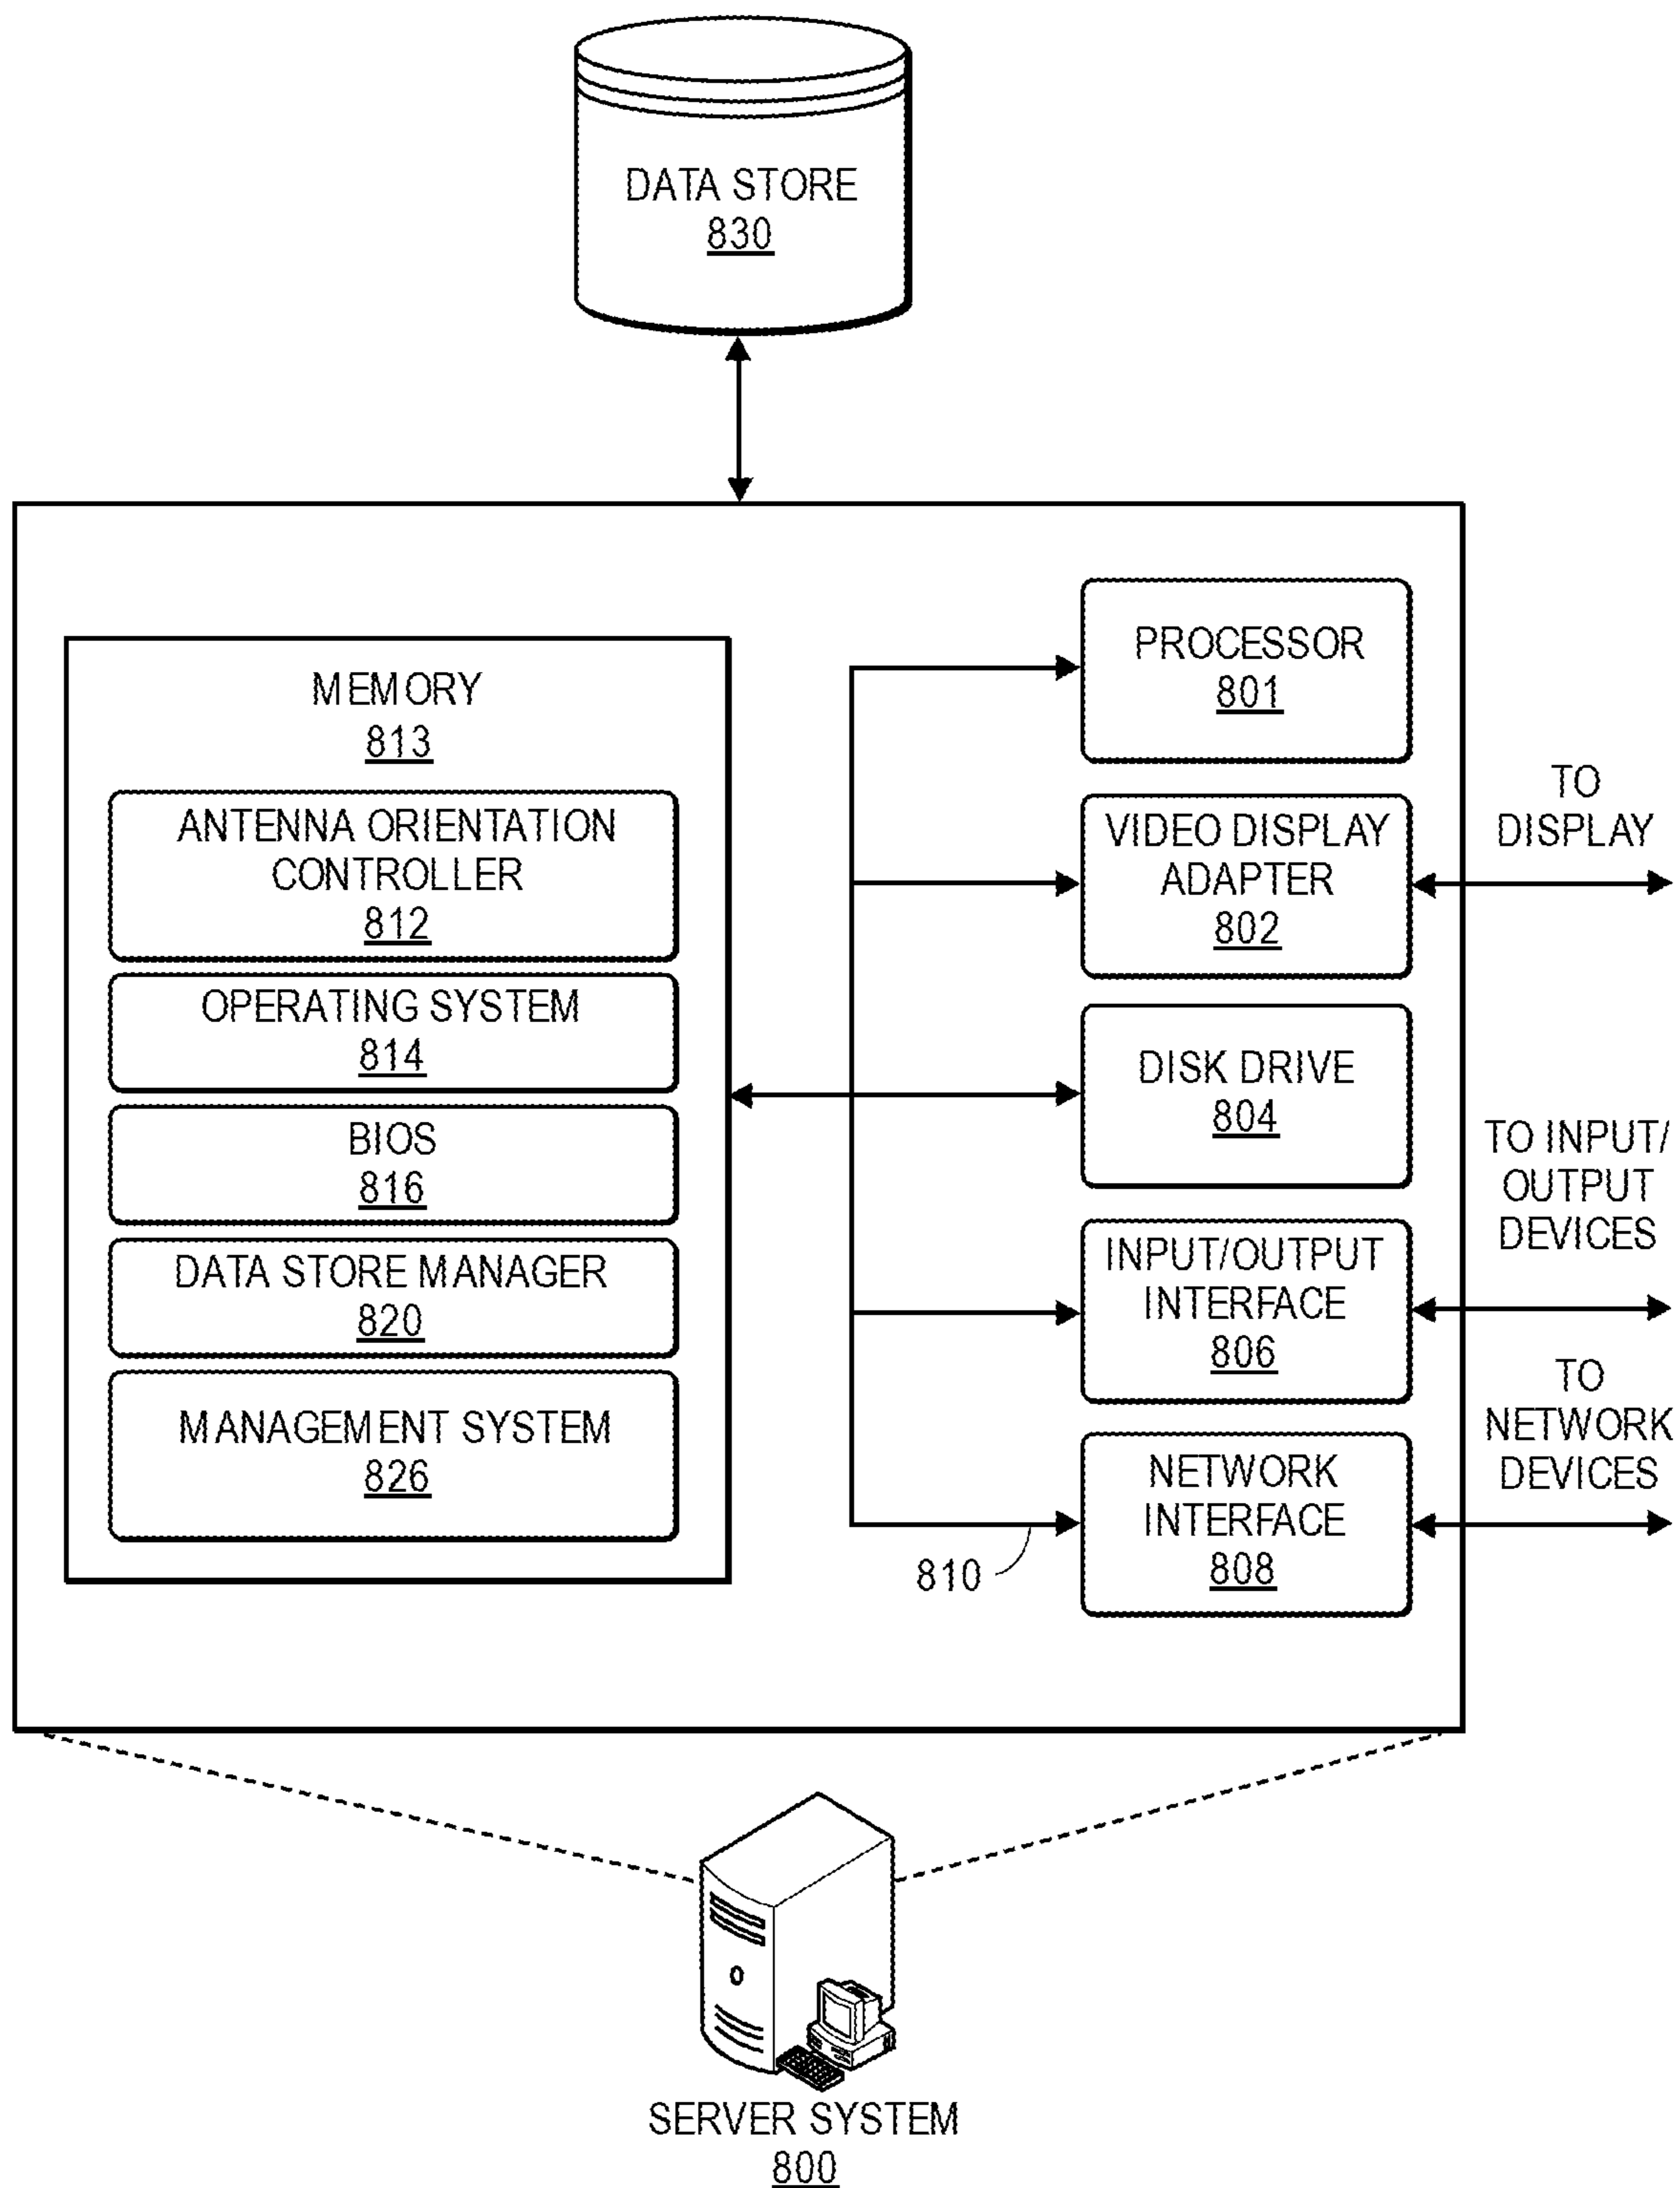 DATA STORE
830
MEMORY
813
ANTENNA ORIENTATION
CONTROLLER
812
OPERATING SYSTEM
814
BIOS
816
DATA STORE MANAGER
820
MANAGEMENT SYSTEM
826
PROCESSOR
801
VIDEO DISPLAY
ADAPTER
802
DISK DRIVE
804
INPUT/OUTPUT
INTERFACE
806
NETWORK
INTERFACE
808
810
TO
DISPLAY
TO INPUT/
OUTPUT
DEVICES
TO
NETWORK
DEVICES
SERVER SYSTEM
800